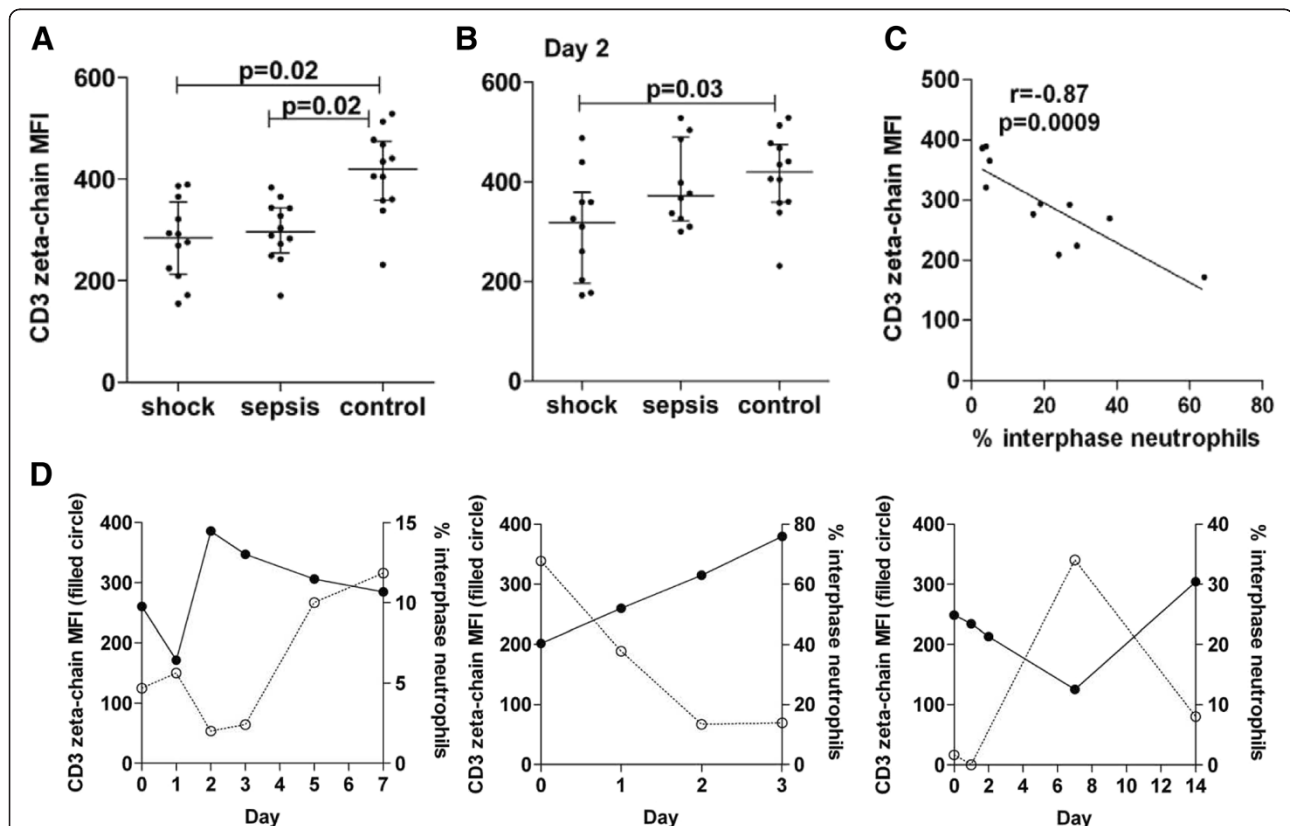 A
B
Day 2
C
600
400
200
0
CD3 zeta-chain MFI
p=0.02
p=0.02
shock sepsis control
600
400
200
0
p=0.03
shock sepsis control
500
400
300
200
100
0
CD3 zeta-chain MFI
r=-0.87
p=0.0009
0 20 40 60 80
% interphase neutrophils
D
CD3 zeta-chain MFI (filled circle)
400
300
200
100
0
15
10
5
0
% interphase
neutrophils
0 1 2 3 4 5 6 7
Day
CD3 zeta-chain MFI (filled circle)
400
300
200
100
0
80
60
40
20
0
% interphase
neutrophils
0 1 2 3
Day
CD3 zeta-chain MFI (filled circle)
400
300
200
100
0
40
30
20
10
0
% interphase
neutrophils
0 2 4 6 8 10 12 14
Day